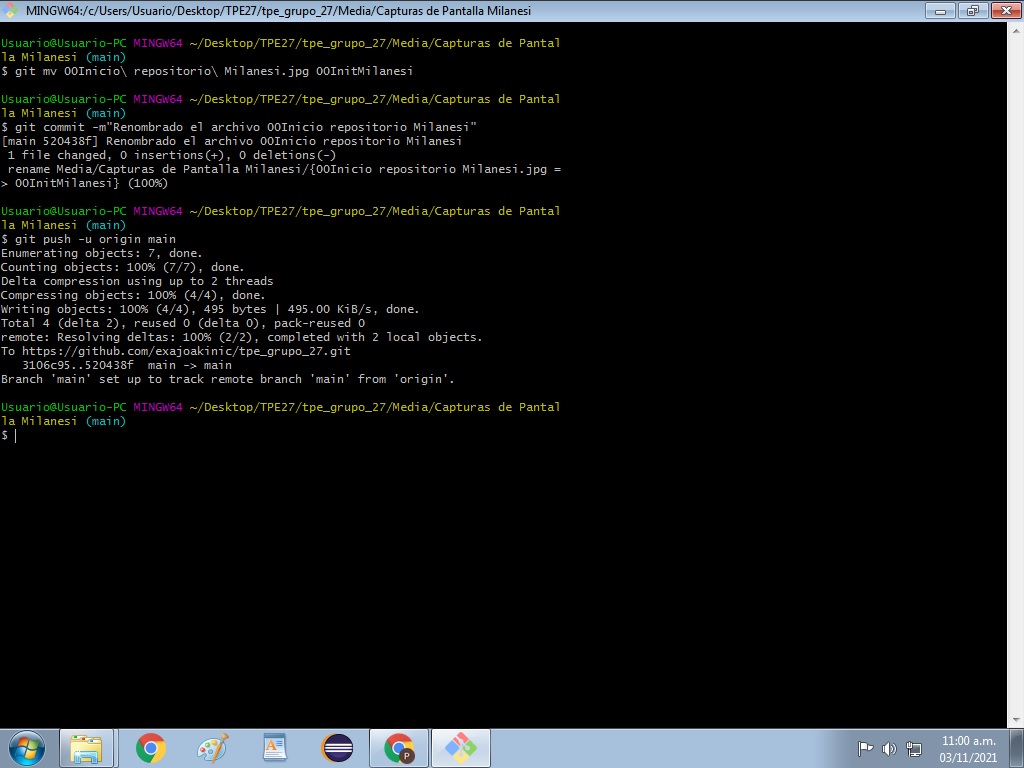 MINGW64:/c/Users/Usuario/Desktop/TPE27/tpe_grupo_27/Media/Capturas de Pantalla Milanesi
Usuario@Usuario-PC MINGW64 ~/Desktop/TPE27/tpe_grupo_27/Media/Capturas de Pantal
la Milanesi (main)
$ git mv 00Inicio\ repositorio\ Milanesi.jpg 00InitMilanesi
Usuario@Usuario-PC MINGW64 ~/Desktop/TPE27/tpe_grupo_27/Media/Capturas de Pantal
la Milanesi (main)
$ git commit -m"Renombrado el archivo 00Inicio repositorio Milanesi"
[main 520438f] Renombrado el archivo 00Inicio repositorio Milanesi
1 file changed, 0 insertions(+), 0 deletions(-)
rename Media/Capturas de Pantalla Milanesi/{00Inicio repositorio Milanesi.jpg =
> 00InitMilanesi} (100%)
Usuario@Usuario-PC MINGW64 ~/Desktop/TPE27/tpe_grupo_27/Media/Capturas de Pantal
la Milanesi (main)
$ git push -u origin main
Enumerating objects: 7, done.
Counting objects: 100% (7/7), done.
Delta compression using up to 2 threads
Compressing objects: 100% (4/4), done.
Writing objects: 100% (4/4), 495 bytes | 495.00 KiB/s, done.
Total 4 (delta 2), reused 0 (delta 0), pack-reused 0
remote: Resolving deltas: 100% (2/2), completed with 2 local objects.
To https://github.com/exajoakinic/tpe_grupo_27.git
3106c95..520438f  main -> main
Branch 'main' set up to track remote branch 'main' from 'origin'.
Usuario@Usuario-PC MINGW64 ~/Desktop/TPE27/tpe_grupo_27/Media/Capturas de Pantal
la Milanesi (main)
$
P
11:00 a.m.
03/11/2021